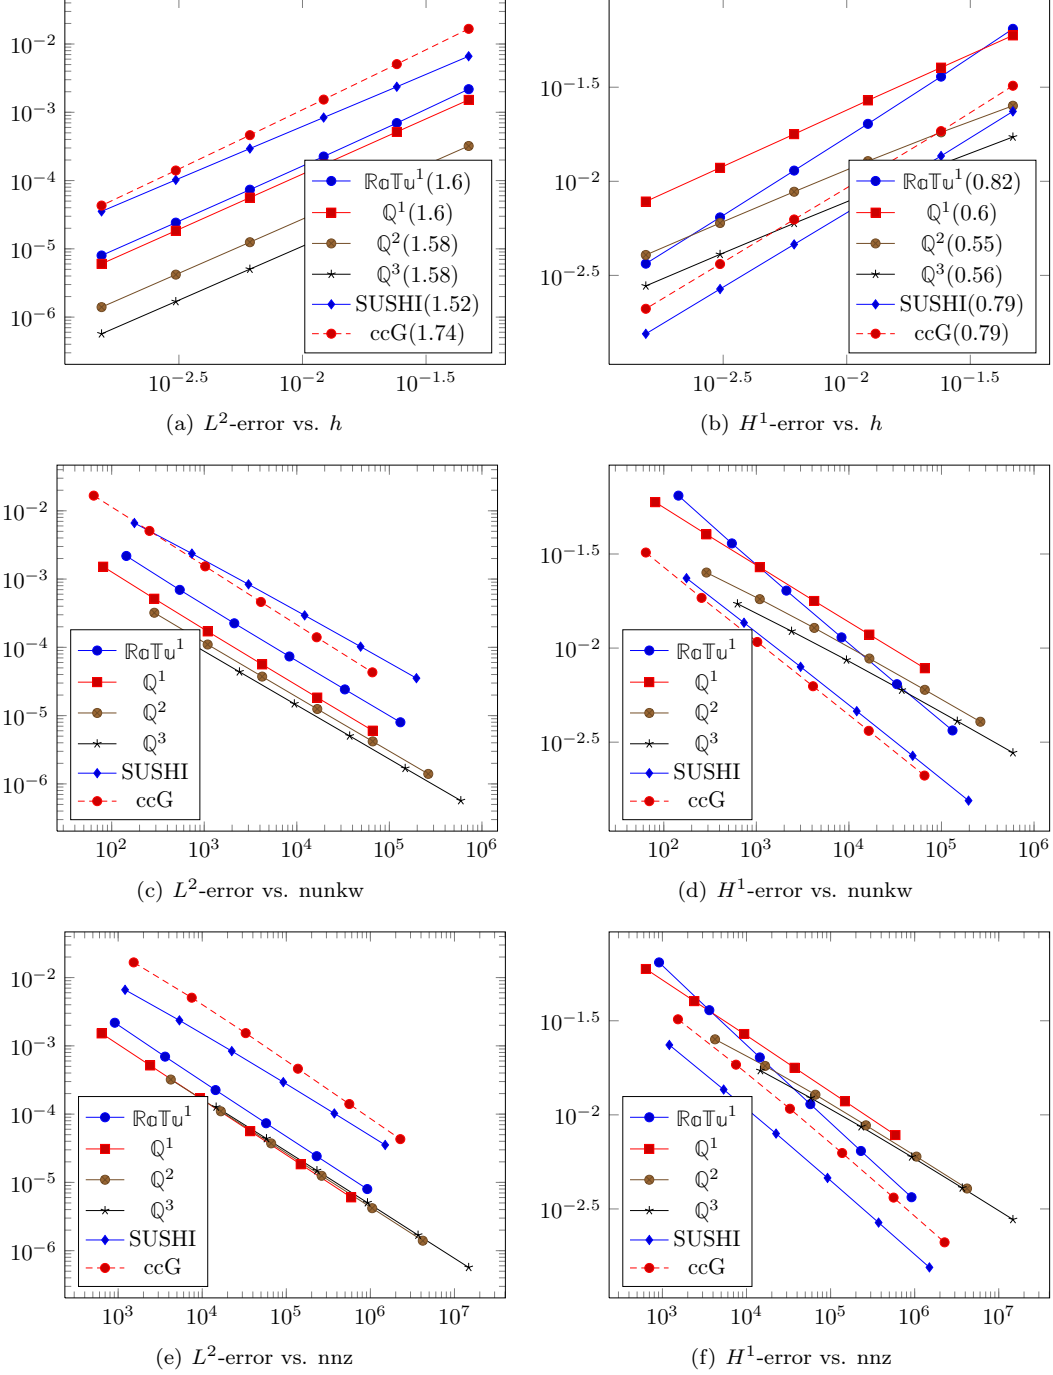 10^{-2}
10^{-3}
10^{-4}
10^{-5}
10^{-6}
10^{-2.5} 10^{-2} 10^{-1.5}
ℝ𝕒𝕋𝕦^1(1.6)
ℚ^1(1.6)
ℚ^2(1.58)
ℚ^3(1.58)
SUSHI(1.52)
ccG(1.74)
(a) L^2-error vs. h
10^{-1.5}
10^{-2}
10^{-2.5}
10^{-2.5} 10^{-2} 10^{-1.5}
ℝ𝕒𝕋𝕦^1(0.82)
ℚ^1(0.6)
ℚ^2(0.55)
ℚ^3(0.56)
SUSHI(0.79)
ccG(0.79)
(b) H^1-error vs. h
10^{-2}
10^{-3}
10^{-4}
10^{-5}
10^{-6}
10^2 10^3 10^4 10^5 10^6
ℝ𝕒𝕋𝕦^1
ℚ^1
ℚ^2
ℚ^3
SUSHI
ccG
(c) L^2-error vs. nunkw
10^{-1.5}
10^{-2}
10^{-2.5}
10^2 10^3 10^4 10^5 10^6
ℝ𝕒𝕋𝕦^1
ℚ^1
ℚ^2
ℚ^3
SUSHI
ccG
(d) H^1-error vs. nunkw
10^{-2}
10^{-3}
10^{-4}
10^{-5}
10^{-6}
10^3 10^4 10^5 10^6 10^7
ℝ𝕒𝕋𝕦^1
ℚ^1
ℚ^2
ℚ^3
SUSHI
ccG
(e) L^2-error vs. nnz
10^{-1.5}
10^{-2}
10^{-2.5}
10^3 10^4 10^5 10^6 10^7
ℝ𝕒𝕋𝕦^1
ℚ^1
ℚ^2
ℚ^3
SUSHI
ccG
(f) H^1-error vs. nnz